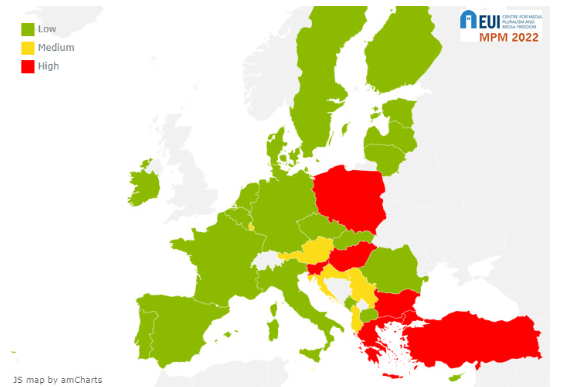 Low
Medium
High
EUI
CENTRE FOR MEDIA
PLURALISM AND
MEDIA FREEDOM
MPM 2022
JS map by amCharts